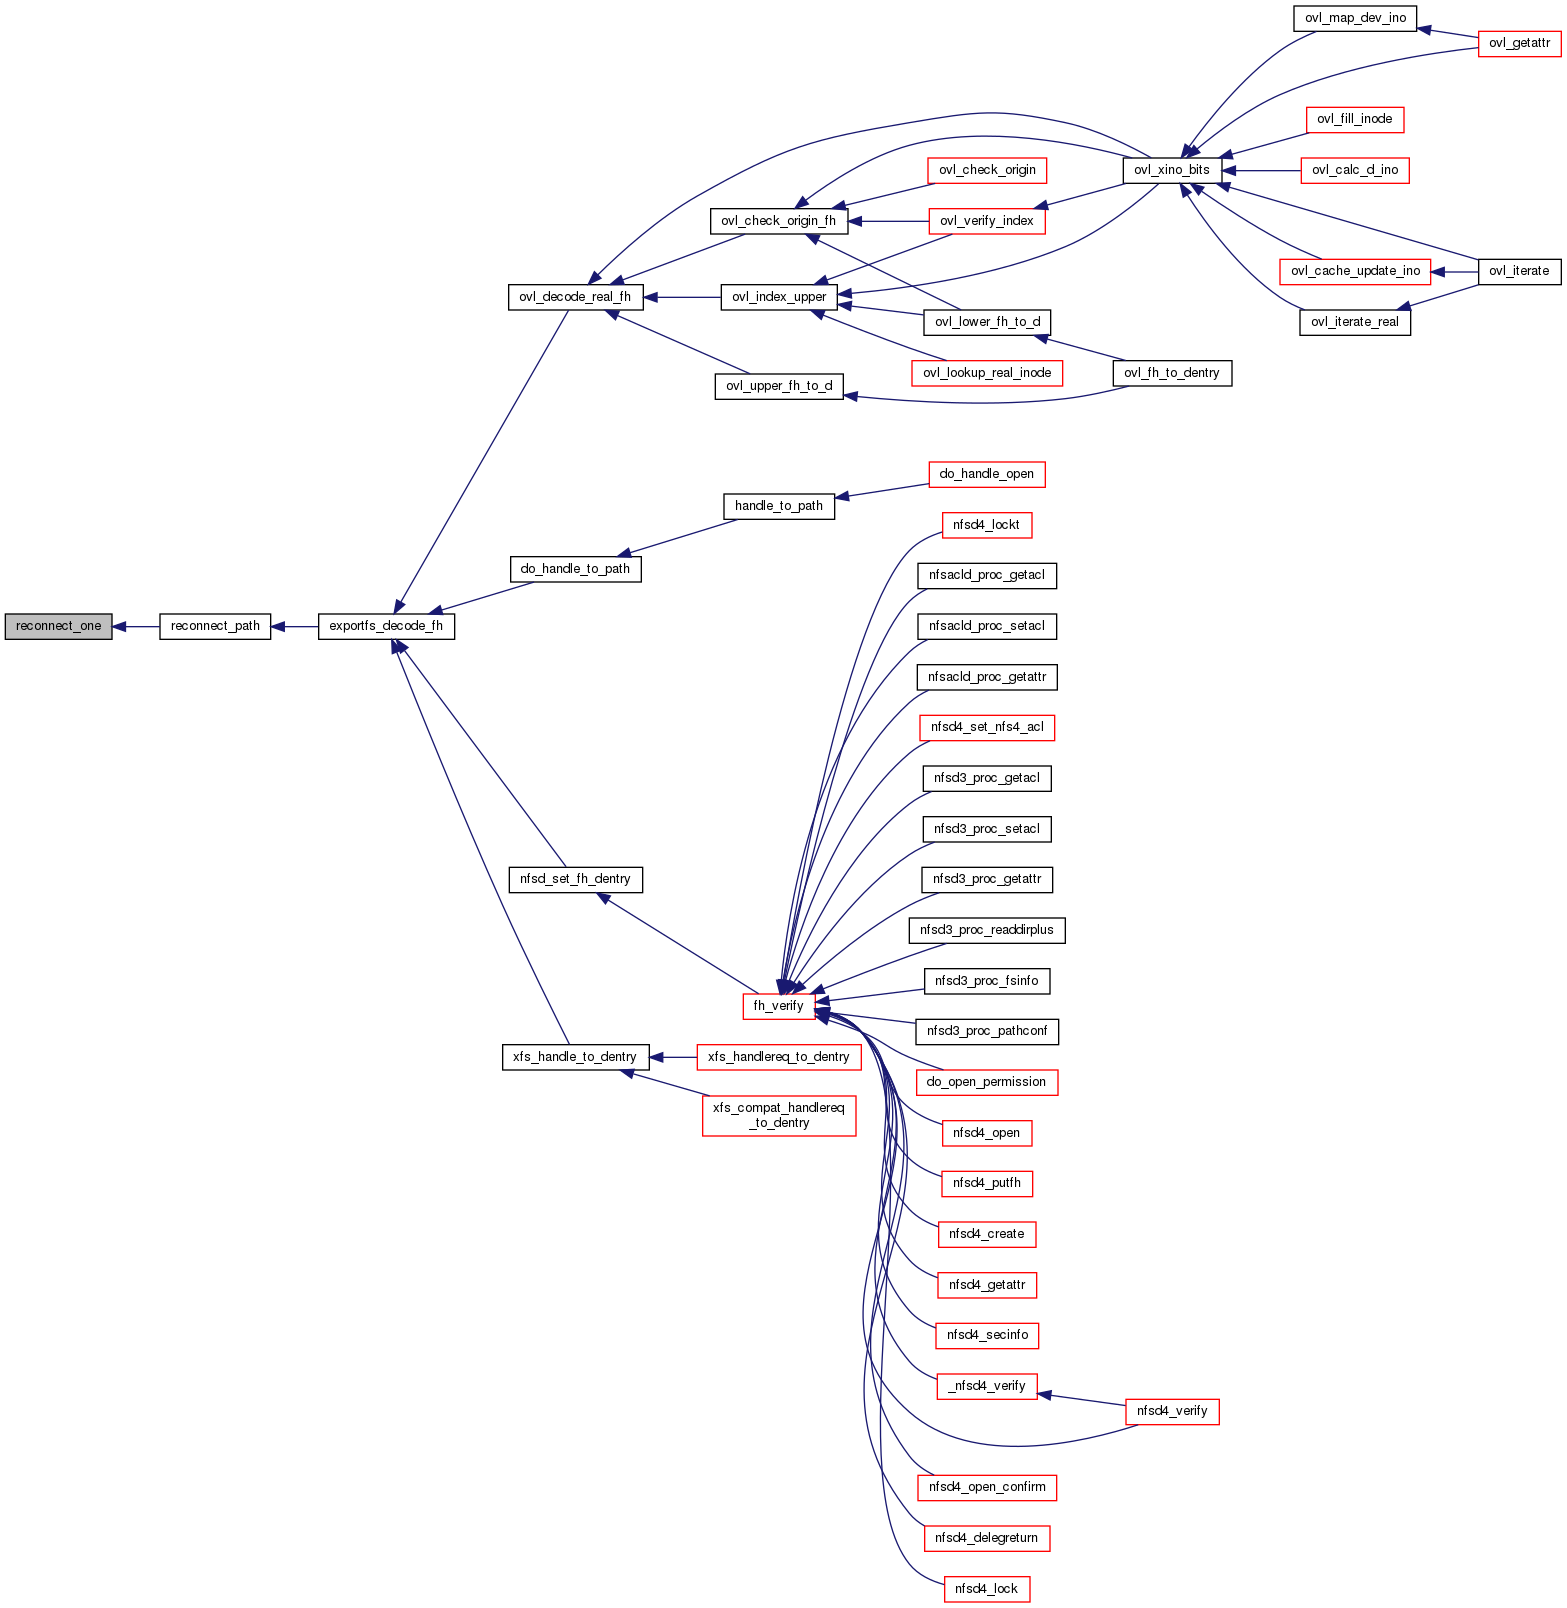 ovl_map_dev_ino
ovl_getattr
ovl_fill_inode
ovl_check_origin
ovl_xino_bits
ovl_calc_d_ino
ovl_check_origin_fh
ovl_verify_index
ovl_cache_update_ino
ovl_iterate
ovl_decode_real_fh
ovl_index_upper
ovl_lower_fh_to_d
ovl_iterate_real
ovl_lookup_real_inode
ovl_fh_to_dentry
ovl_upper_fh_to_d
do_handle_open
handle_to_path
nfsd4_lockt
do_handle_to_path
nfsacld_proc_getacl
reconnect_one
reconnect_path
exportfs_decode_fh
nfsacld_proc_setacl
nfsacld_proc_getattr
nfsd4_set_nfs4_acl
nfsd3_proc_getacl
nfsd3_proc_setacl
nfsd_set_fh_dentry
nfsd3_proc_getattr
nfsd3_proc_readdirplus
nfsd3_proc_fsinfo
fh_verify
nfsd3_proc_pathconf
xfs_handle_to_dentry
xfs_handlereq_to_dentry
do_open_permission
xfs_compat_handlereq
_to_dentry
nfsd4_open
nfsd4_putfh
nfsd4_create
nfsd4_getattr
nfsd4_secinfo
_nfsd4_verify
nfsd4_verify
nfsd4_open_confirm
nfsd4_delegreturn
nfsd4_lock